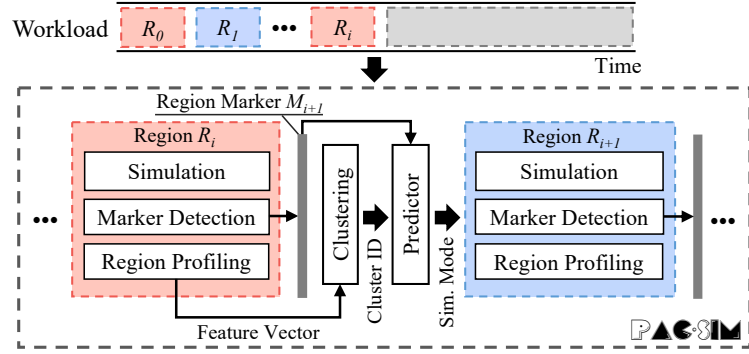 Workload R0 R1 ••• Ri
Time
Region Marker Mi+1
Region Ri
Simulation
Marker Detection
Region Profiling
•••
Feature Vector
Clustering
Cluster ID
Predictor
Sim. Mode
Region Ri+1
Simulation
Marker Detection
Region Profiling
•••
PAC-SIM